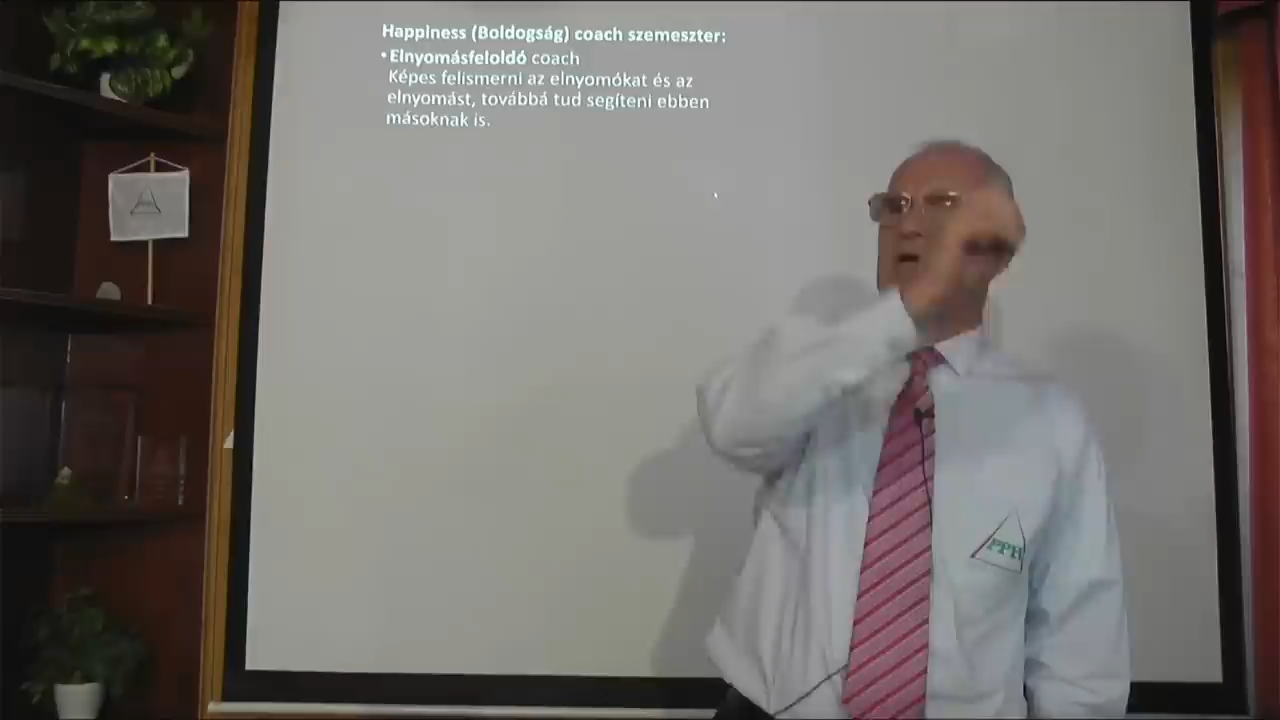 Happiness (Boldogság) coach szemeszter:
• Elnyomásfeloldó coach
Képes felismerni az elnyomókat és az
elnyomást, továbbá tud segíteni ebben
másoknak is.
PPH